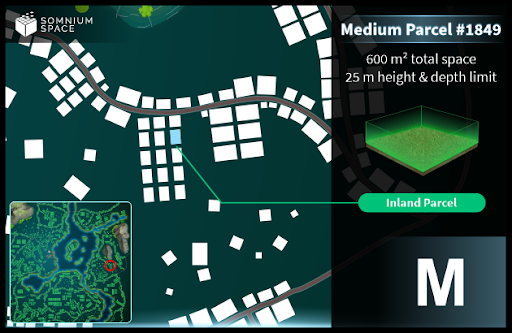 SOMNIUM
SPACE
Medium Parcel #1849
600 m² total space
25 m height & depth limit
Inland Parcel
M